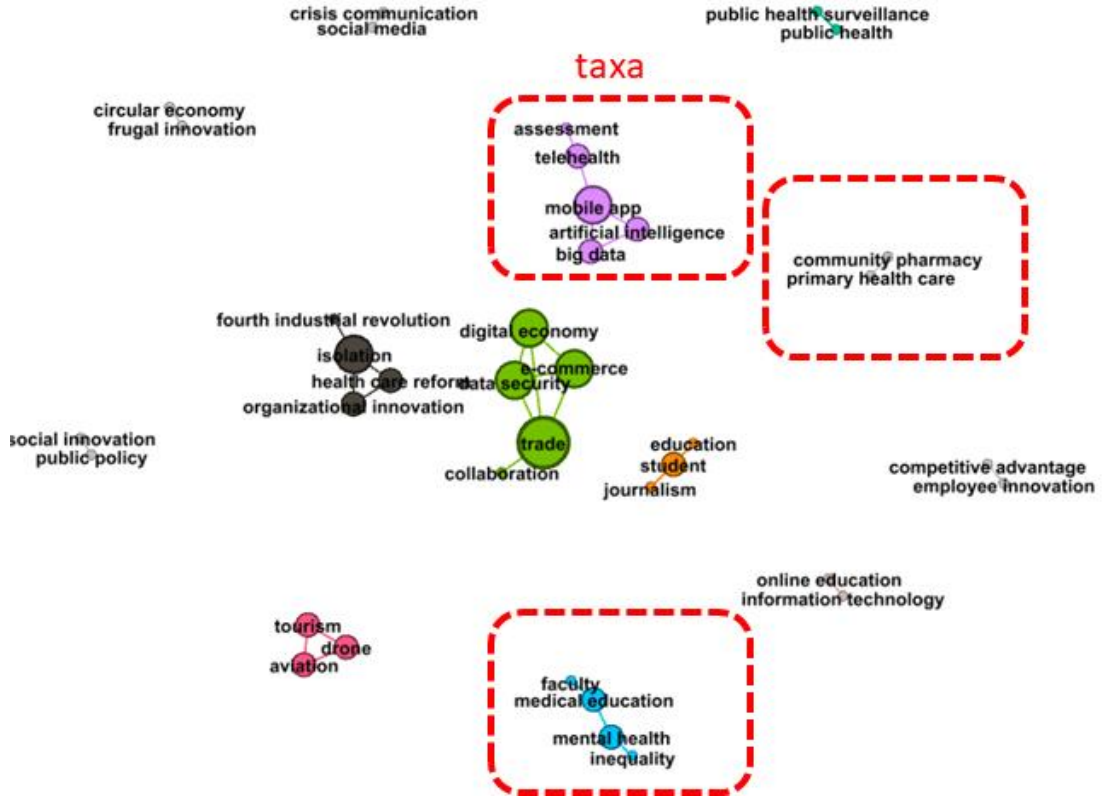 crisis communication
social media
public health surveillance
public health
taxa
circular economy
frugal innovation
assessment
telehealth
mobile app
artificial intelligence
big data
community pharmacy
primary health care
fourth industrial revolution
isolation
health care reform
organizational innovation
digital economy
e-commerce
data security
trade
collaboration
social innovation
public policy
education
student
journalism
competitive advantage
employee innovation
online education
information technology
tourism
drone
aviation
faculty
medical education
mental health
inequality